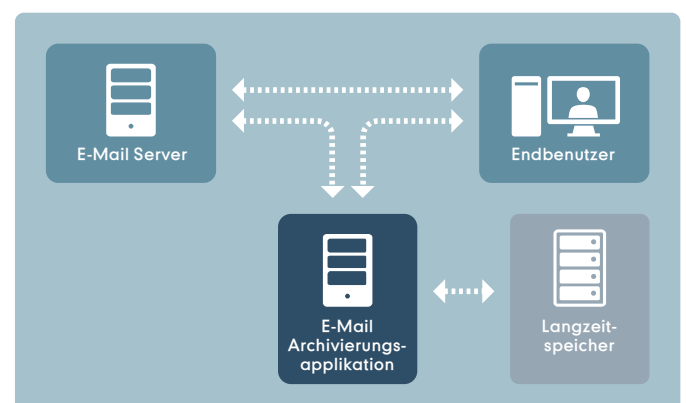 E-Mail Server
Endbenutzer
E-Mail
Archivierungs-
applikation
Langzeit-
speicher